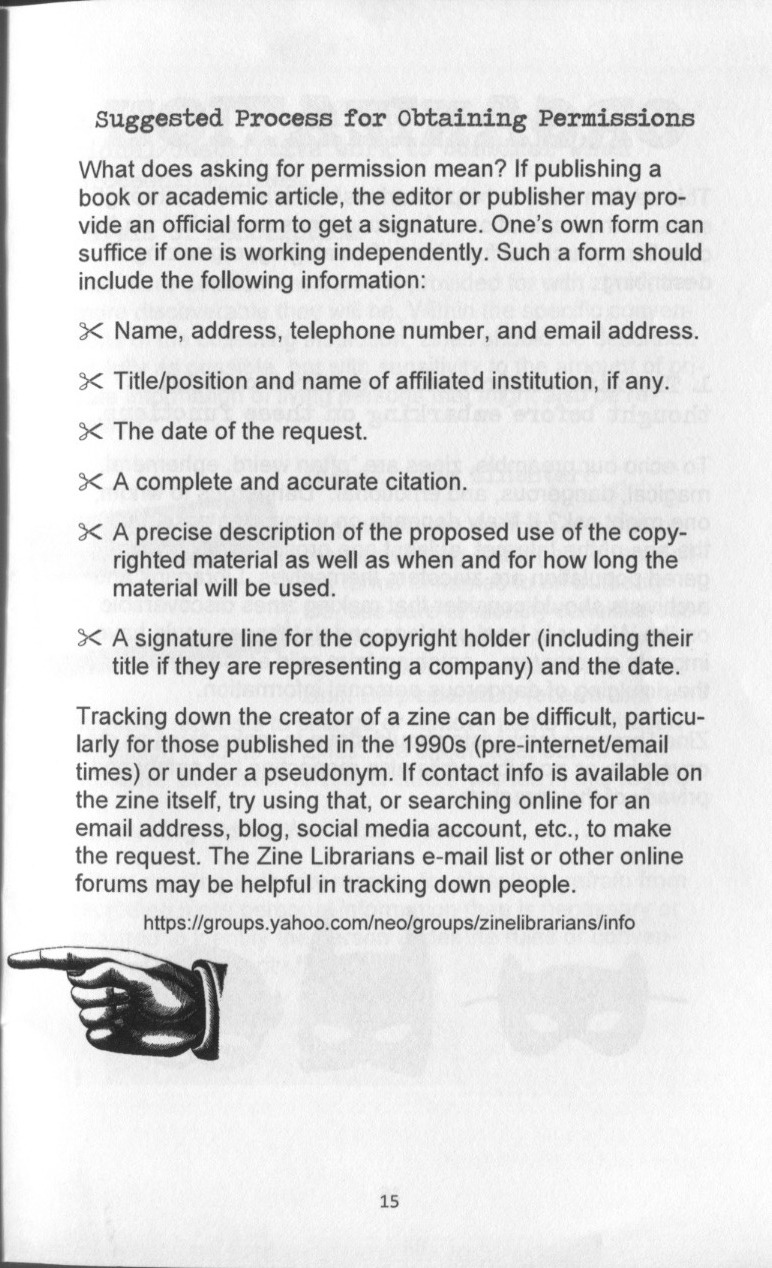 Suggested Process for Obtaining Permissions
What does asking for permission mean? If publishing a
book or academic article, the editor or publisher may pro-
vide an official form to get a signature. One's own form can
suffice if one is working independently. Such a form should
include the following information:
Name, address, telephone number, and email address.
Title/position and name of affiliated institution, if any.
The date of the request.
A complete and accurate citation.
A precise description of the proposed use of the copy-
righted material as well as when and for how long the
material will be used.
A signature line for the copyright holder (including their
title if they are representing a company) and the date.
Tracking down the creator of a zine can be difficult, particu-
larly for those published in the 1990s (pre-internet/email
times) or under a pseudonym. If contact info is available on
the zine itself, try using that, or searching online for an
email address, blog, social media account, etc., to make
the request. The Zine Librarians e-mail list or other online
forums may be helpful in tracking down people.
https://groups.yahoo.com/neo/groups/zinelibrarians/info
15